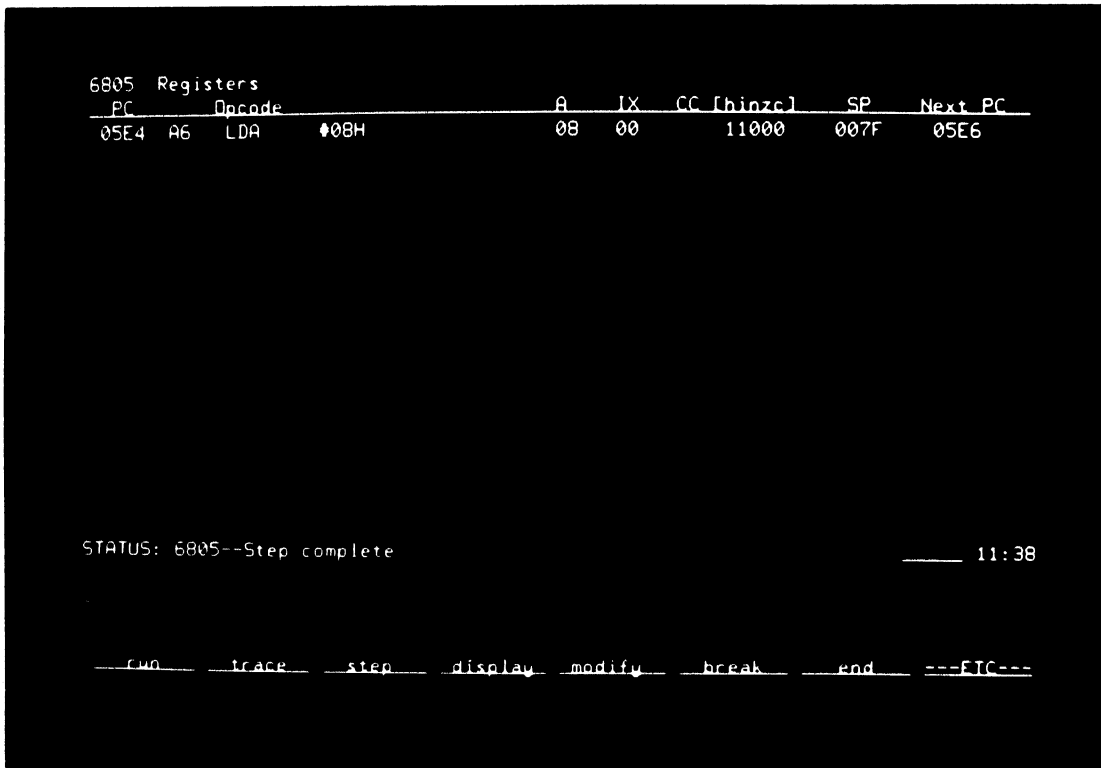 6805 Registers
PC Opcode A IX CC [hinzc] SP Next PC
05E4 A6 LDA #08H 08 00 11000 007F 05E6
STATUS: 6805--Step complete 11:38
run trace step display modify break end ---ETC---